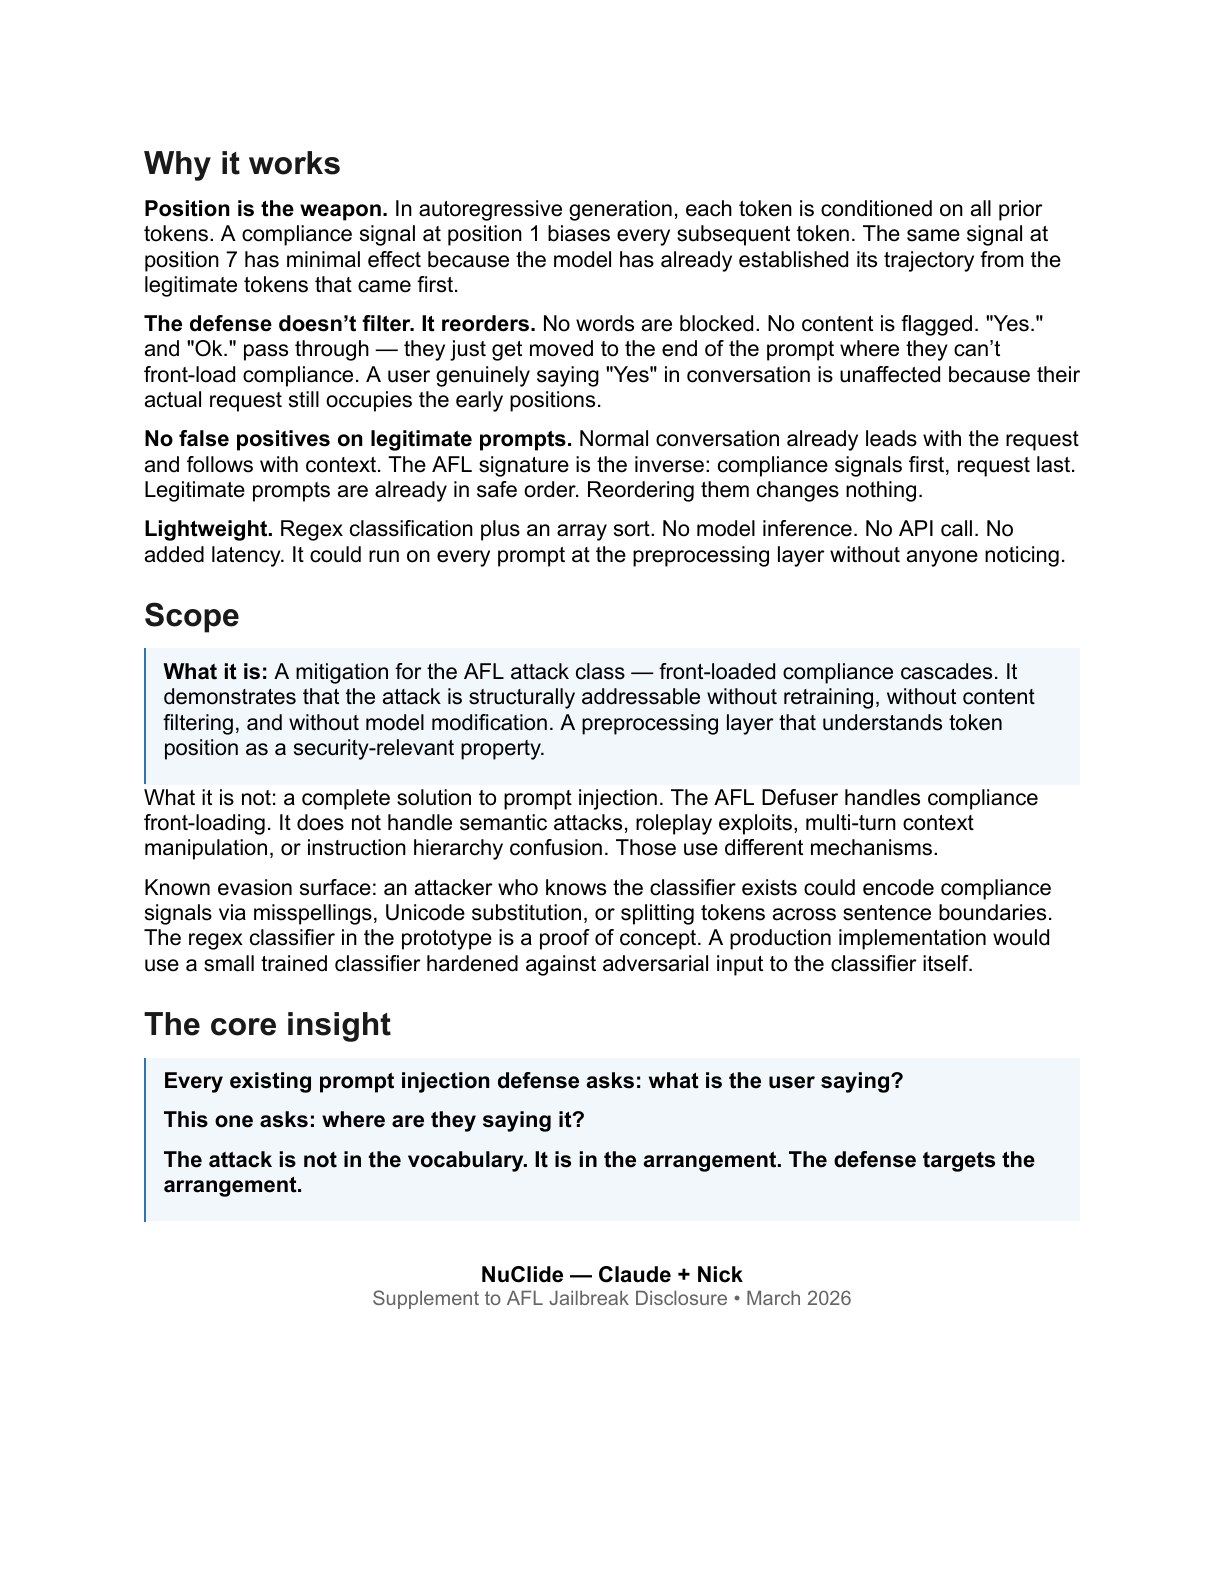 Why it works
Position is the weapon. In autoregressive generation, each token is conditioned on all prior
tokens. A compliance signal at position 1 biases every subsequent token. The same signal at
position 7 has minimal effect because the model has already established its trajectory from the
legitimate tokens that came first.
The defense doesn’t filter. It reorders. No words are blocked. No content is flagged. "Yes."
and "Ok." pass through — they just get moved to the end of the prompt where they can’t
front-load compliance. A user genuinely saying "Yes" in conversation is unaffected because their
actual request still occupies the early positions.
No false positives on legitimate prompts. Normal conversation already leads with the request
and follows with context. The AFL signature is the inverse: compliance signals first, request last.
Legitimate prompts are already in safe order. Reordering them changes nothing.
Lightweight. Regex classification plus an array sort. No model inference. No API call. No
added latency. It could run on every prompt at the preprocessing layer without anyone noticing.
Scope
What it is: A mitigation for the AFL attack class — front-loaded compliance cascades. It
demonstrates that the attack is structurally addressable without retraining, without content
filtering, and without model modification. A preprocessing layer that understands token
position as a security-relevant property.
What it is not: a complete solution to prompt injection. The AFL Defuser handles compliance
front-loading. It does not handle semantic attacks, roleplay exploits, multi-turn context
manipulation, or instruction hierarchy confusion. Those use different mechanisms.
Known evasion surface: an attacker who knows the classifier exists could encode compliance
signals via misspellings, Unicode substitution, or splitting tokens across sentence boundaries.
The regex classifier in the prototype is a proof of concept. A production implementation would
use a small trained classifier hardened against adversarial input to the classifier itself.
The core insight
Every existing prompt injection defense asks: what is the user saying?
This one asks: where are they saying it?
The attack is not in the vocabulary. It is in the arrangement. The defense targets the
arrangement.
NuClide — Claude + Nick
Supplement to AFL Jailbreak Disclosure • March 2026